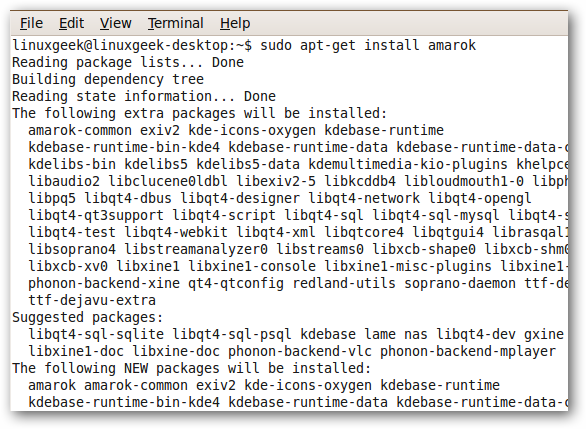 File Edit View Terminal Help
linuxgeek@linuxgeek-desktop:~$ sudo apt-get install amarok
Reading package lists... Done
Building dependency tree
Reading state information... Done
The following extra packages will be installed:
amarok-common exiv2 kde-icons-oxygen kdebase-runtime
kdebase-runtime-bin-kde4 kdebase-runtime-data kdebase-runtime-data-c
kdelibs-bin kdelibs5 kdelibs5-data kdemultimedia-kio-plugins khelpce
libaudio2 libclucene0ldbl libexiv2-5 libkcddb4 libloudmouth1-0 libph
libpq5 libqt4-dbus libqt4-designer libqt4-network libqt4-opengl
libqt4-qt3support libqt4-script libqt4-sql libqt4-sql-mysql libqt4-s
libqt4-test libqt4-webkit libqt4-xml libqtcore4 libqtgui4 librasqal1
libsoprano4 libstreamanalyzer0 libstreams0 libxcb-shape0 libxcb-shm0
libxcb-xv0 libxine1 libxine1-console libxine1-misc-plugins libxine1-
phonon-backend-xine qt4-qtconfig redland-utils soprano-daemon ttf-de
ttf-dejavu-extra
Suggested packages:
libqt4-sql-sqlite libqt4-sql-psql kdebase lame nas libqt4-dev gxine
libxine1-doc libxine-doc phonon-backend-vlc phonon-backend-mplayer
The following NEW packages will be installed:
amarok amarok-common exiv2 kde-icons-oxygen kdebase-runtime
kdebase-runtime-bin-kde4 kdebase-runtime-data kdebase-runtime-data-c